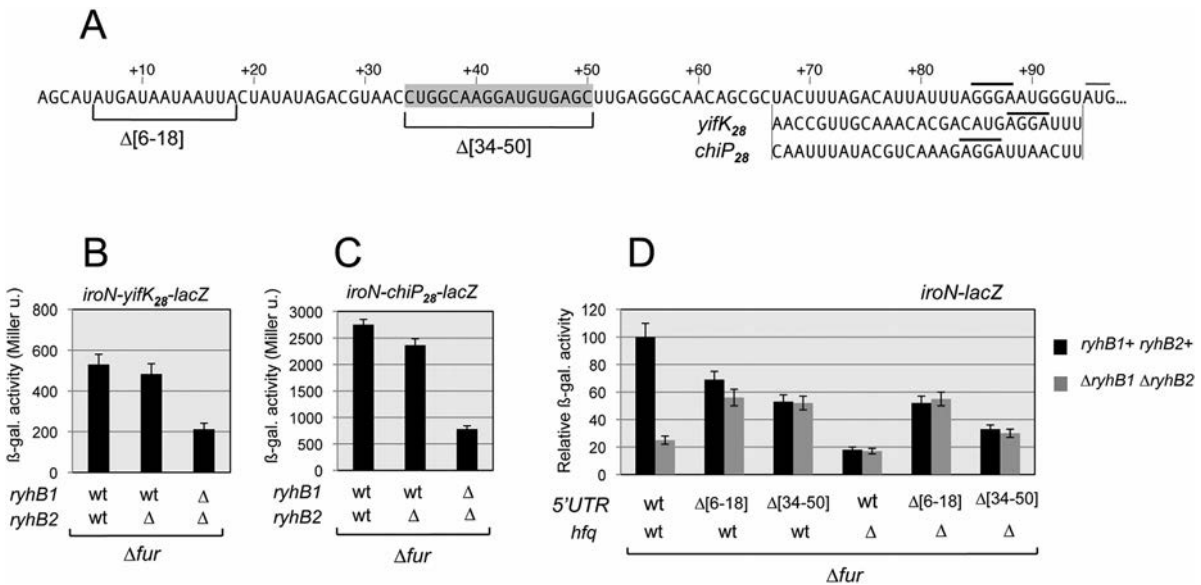 A
+10 +20 +30 +40 +50 +60 +70 +80 +90
AGCAUAUGAUAAUAAUUACUAUAUAGACGUAACCUGGCAAGGAUGUGAGCUUGAGGGCAACAGCGCUACUUUAGACAUUAUUUAGGGAAUGGGUAUG...
Δ[6-18]
Δ[34-50]
yifK28 AACCGUUGCAAACACGACAUGAGGAUUU
chiP28 CAAUUUAUACGUCAAAGAGGAUUAACUU
B
iroN-yifK28-lacZ
ß-gal. activity (Miller u.)
800
600
400
200
0
ryhB1 wt wt Δ
ryhB2 wt Δ Δ
Δfur
C
iroN-chiP28-lacZ
ß-gal. activity (Miller u.)
3000
2500
2000
1500
1000
500
0
ryhB1 wt wt Δ
ryhB2 wt Δ Δ
Δfur
D
iroN-lacZ
Relative ß-gal. activity
120
100
80
60
40
20
0
ryhB1+ ryhB2+
ΔryhB1 ΔryhB2
5'UTR wt Δ[6-18] Δ[34-50] wt Δ[6-18] Δ[34-50]
hfq wt wt wt Δ Δ Δ
Δfur